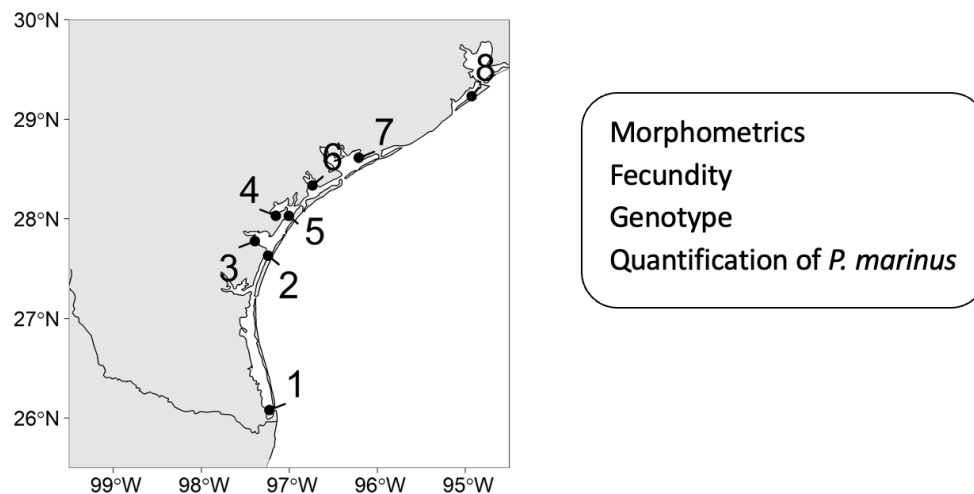 30°N
8
29°N
7
6
4
28°N
5
3
2
27°N
1
26°N
99°W 98°W 97°W 96°W 95°W
Morphometrics
Fecundity
Genotype
Quantification of P. marinus